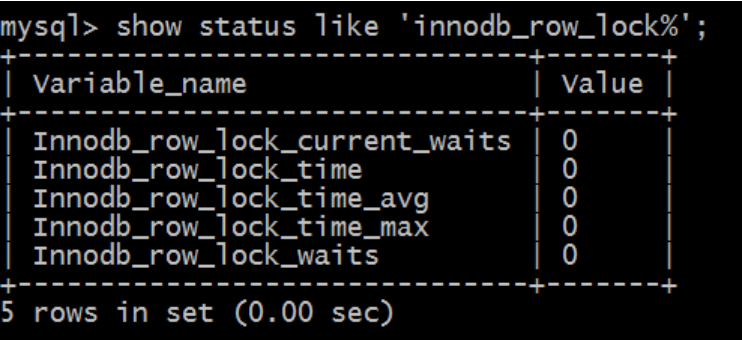 mysql> show status like 'innodb_row_lock%';
+-------------------------------+-------+
| Variable_name                 | Value |
+-------------------------------+-------+
| Innodb_row_lock_current_waits | 0     |
| Innodb_row_lock_time          | 0     |
| Innodb_row_lock_time_avg      | 0     |
| Innodb_row_lock_time_max      | 0     |
| Innodb_row_lock_waits         | 0     |
+-------------------------------+-------+
5 rows in set (0.00 sec)